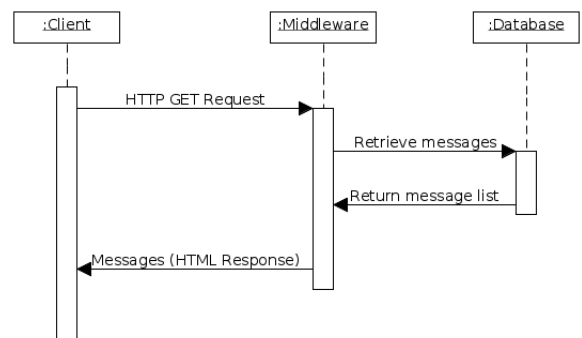 :Client
:Middleware
:Database
HTTP GET Request
Retrieve messages
Return message list
Messages (HTML Response)